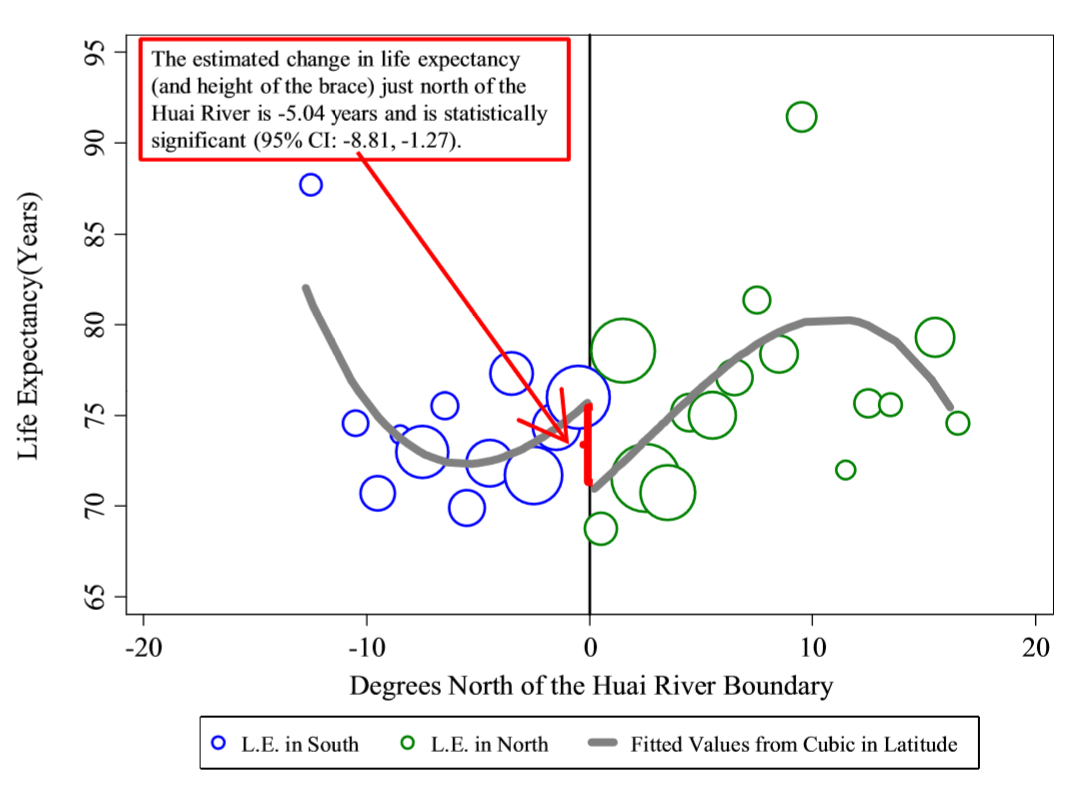 The estimated change in life expectancy
(and height of the brace) just north of the
Huai River is -5.04 years and is statistically
significant (95% CI: -8.81, -1.27).
Life Expectancy(Years)
95
90
85
80
75
70
65
-20 -10 0 10 20
Degrees North of the Huai River Boundary
L.E. in South L.E. in North Fitted Values from Cubic in Latitude